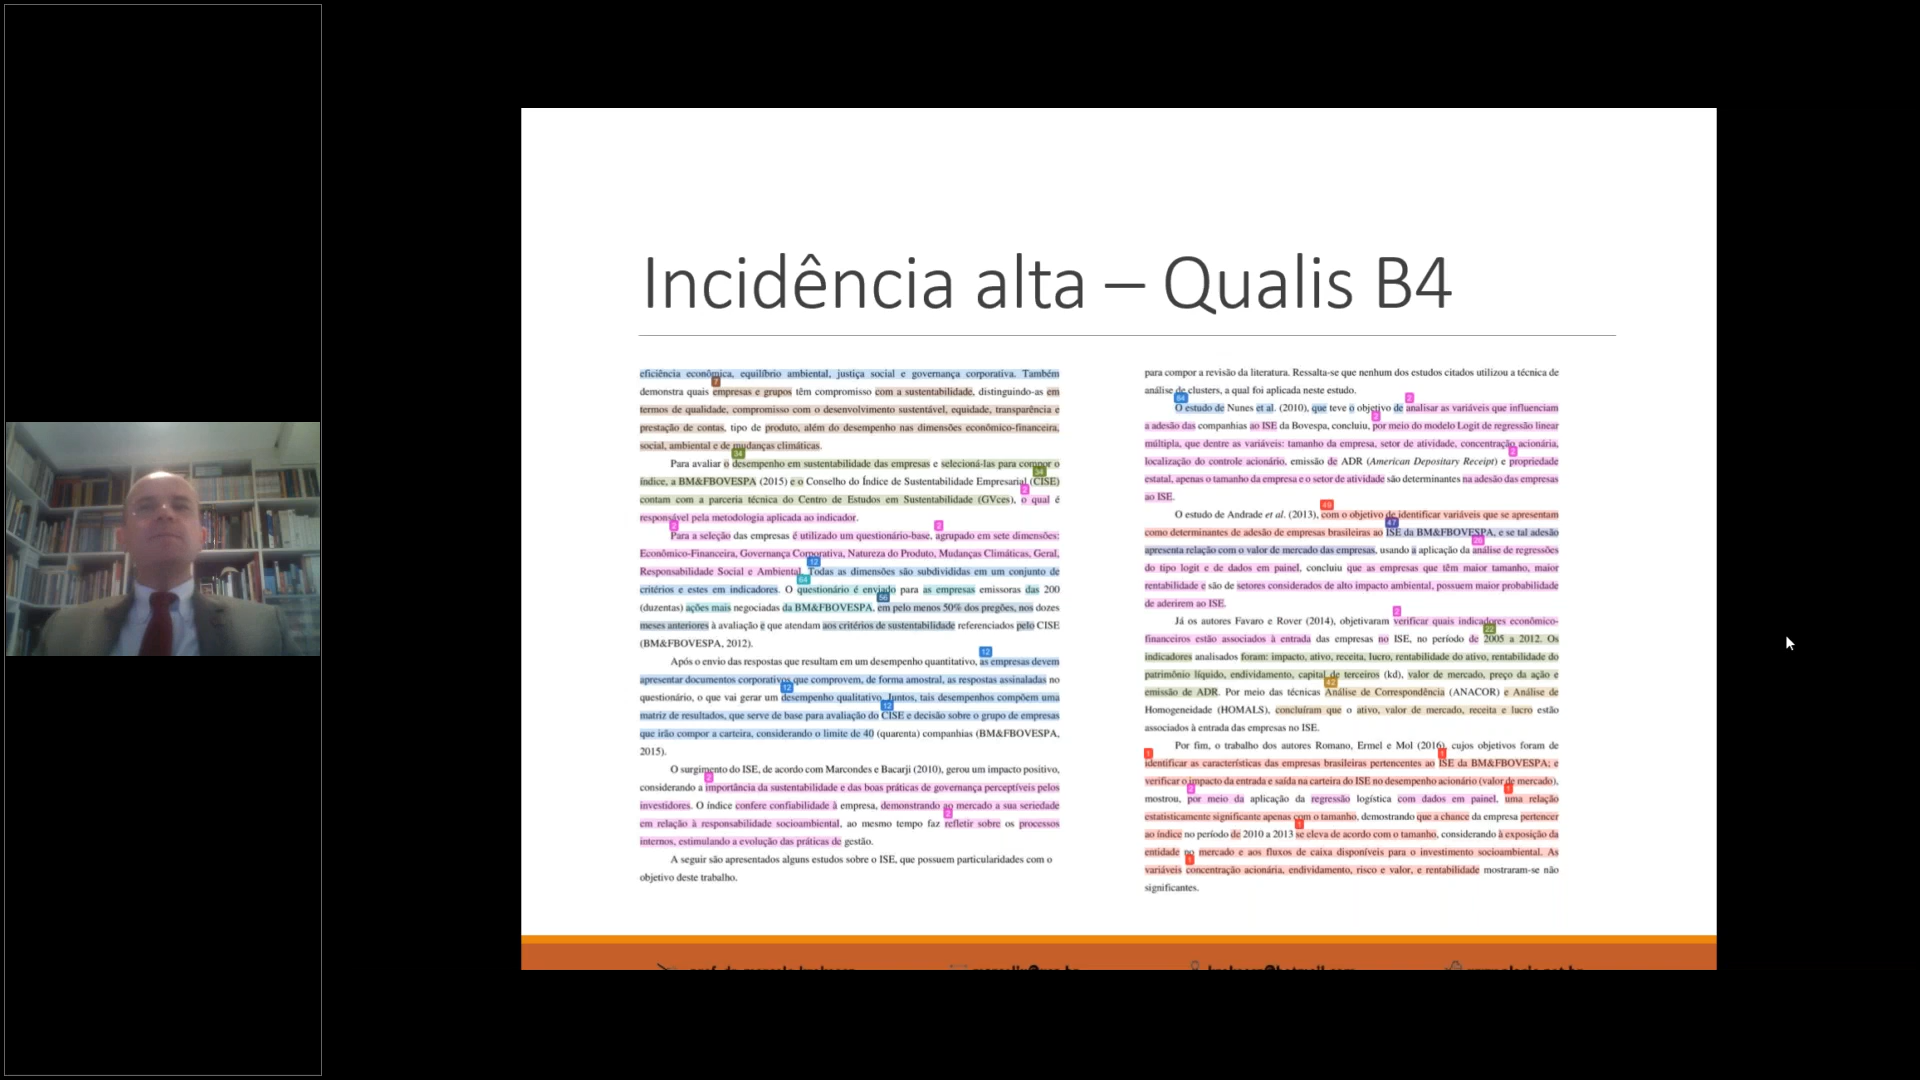 Incidência alta – Qualis B4
eficiência econômica, equilíbrio ambiental, justiça social e governança corporativa. Também
7
demonstra quais empresas e grupos têm compromisso com a sustentabilidade, distinguindo-as em
termos de qualidade, compromisso com o desenvolvimento sustentável, equidade, transparência e
prestação de contas, tipo de produto, além do desempenho nas dimensões econômico-financeira,
social, ambiental e de mudanças climáticas.
34
Para avaliar o desempenho em sustentabilidade das empresas e selecioná-las para compor o
34
índice, a BM&FBOVESPA (2015) e o Conselho do Índice de Sustentabilidade Empresarial (CISE)
2
contam com a parceria técnica do Centro de Estudos em Sustentabilidade (GVces), o qual é
responsável pela metodologia aplicada ao indicador.
2 2
Para a seleção das empresas é utilizado um questionário-base, agrupado em sete dimensões:
Econômico-Financeira, Governança Corporativa, Natureza do Produto, Mudanças Climáticas, Geral,
12
Responsabilidade Social e Ambiental. Todas as dimensões são subdivididas em um conjunto de
64
critérios e estes em indicadores. O questionário é enviado para as empresas emissoras das 200
56
(duzentas) ações mais negociadas da BM&FBOVESPA, em pelo menos 50% dos pregões, nos dozes
meses anteriores à avaliação e que atendam aos critérios de sustentabilidade referenciados pelo CISE
(BM&FBOVESPA, 2012).
12
Após o envio das respostas que resultam em um desempenho quantitativo, as empresas devem
apresentar documentos corporativos que comprovem, de forma amostral, as respostas assinaladas no
12
questionário, o que vai gerar um desempenho qualitativo. Juntos, tais desempenhos compõem uma
12
matriz de resultados, que serve de base para avaliação do CISE e decisão sobre o grupo de empresas
que irão compor a carteira, considerando o limite de 40 (quarenta) companhias (BM&FBOVESPA,
2015).
O surgimento do ISE, de acordo com Marcondes e Bacarji (2010), gerou um impacto positivo,
2
considerando a importância da sustentabilidade e das boas práticas de governança perceptíveis pelos
investidores. O índice confere confiabilidade à empresa, demonstrando ao mercado a sua seriedade
2
em relação à responsabilidade socioambiental, ao mesmo tempo faz refletir sobre os processos
internos, estimulando a evolução das práticas de gestão.
A seguir são apresentados alguns estudos sobre o ISE, que possuem particularidades com o
objetivo deste trabalho.
para compor a revisão da literatura. Ressalta-se que nenhum dos estudos citados utilizou a técnica de
análise de clusters, a qual foi aplicada neste estudo.
84 2
O estudo de Nunes et al. (2010), que teve o objetivo de analisar as variáveis que influenciam
2
a adesão das companhias ao ISE da Bovespa, concluiu, por meio do modelo Logit de regressão linear
múltipla, que dentre as variáveis: tamanho da empresa, setor de atividade, concentração acionária,
2
localização do controle acionário, emissão de ADR (American Depositary Receipt) e propriedade
estatal, apenas o tamanho da empresa e o setor de atividade são determinantes na adesão das empresas
ao ISE.
O estudo de Andrade et al. (2013), com o objetivo de identificar variáveis que se apresentam
47
como determinantes de adesão de empresas brasileiras ao ISE da BM&FBOVESPA, e se tal adesão
apresenta relação com o valor de mercado das empresas, usando a aplicação da análise de regressões
do tipo logit e de dados em painel, concluiu que as empresas que têm maior tamanho, maior
rentabilidade e são de setores considerados de alto impacto ambiental, possuem maior probabilidade
de aderirem ao ISE.
2
Já os autores Favaro e Rover (2014), objetivaram verificar quais indicadores econômico-
22
financeiros estão associados à entrada das empresas no ISE, no período de 2005 a 2012. Os
indicadores analisados foram: impacto, ativo, receita, lucro, rentabilidade do ativo, rentabilidade do
patrimônio líquido, endividamento, capital de terceiros (kd), valor de mercado, preço da ação e
42
emissão de ADR. Por meio das técnicas Análise de Correspondência (ANACOR) e Análise de
Homogeneidade (HOMALS), concluíram que o ativo, valor de mercado, receita e lucro estão
associados à entrada das empresas no ISE.
Por fim, o trabalho dos autores Romano, Ermel e Mol (2016), cujos objetivos foram de
1 1
identificar as características das empresas brasileiras pertencentes ao ISE da BM&FBOVESPA; e
verificar o impacto da entrada e saída na carteira do ISE no desempenho acionário (valor de mercado),
2 1
mostrou, por meio da aplicação da regressão logística com dados em painel, uma relação
estatisticamente significante apenas com o tamanho, demonstrando que a chance da empresa pertencer
1
ao índice no período de 2010 a 2013 se eleva de acordo com o tamanho, considerando à exposição da
entidade no mercado e aos fluxos de caixa disponíveis para o investimento socioambiental. As
1
variáveis concentração acionária, endividamento, risco e valor, e rentabilidade mostraram-se não
significantes.